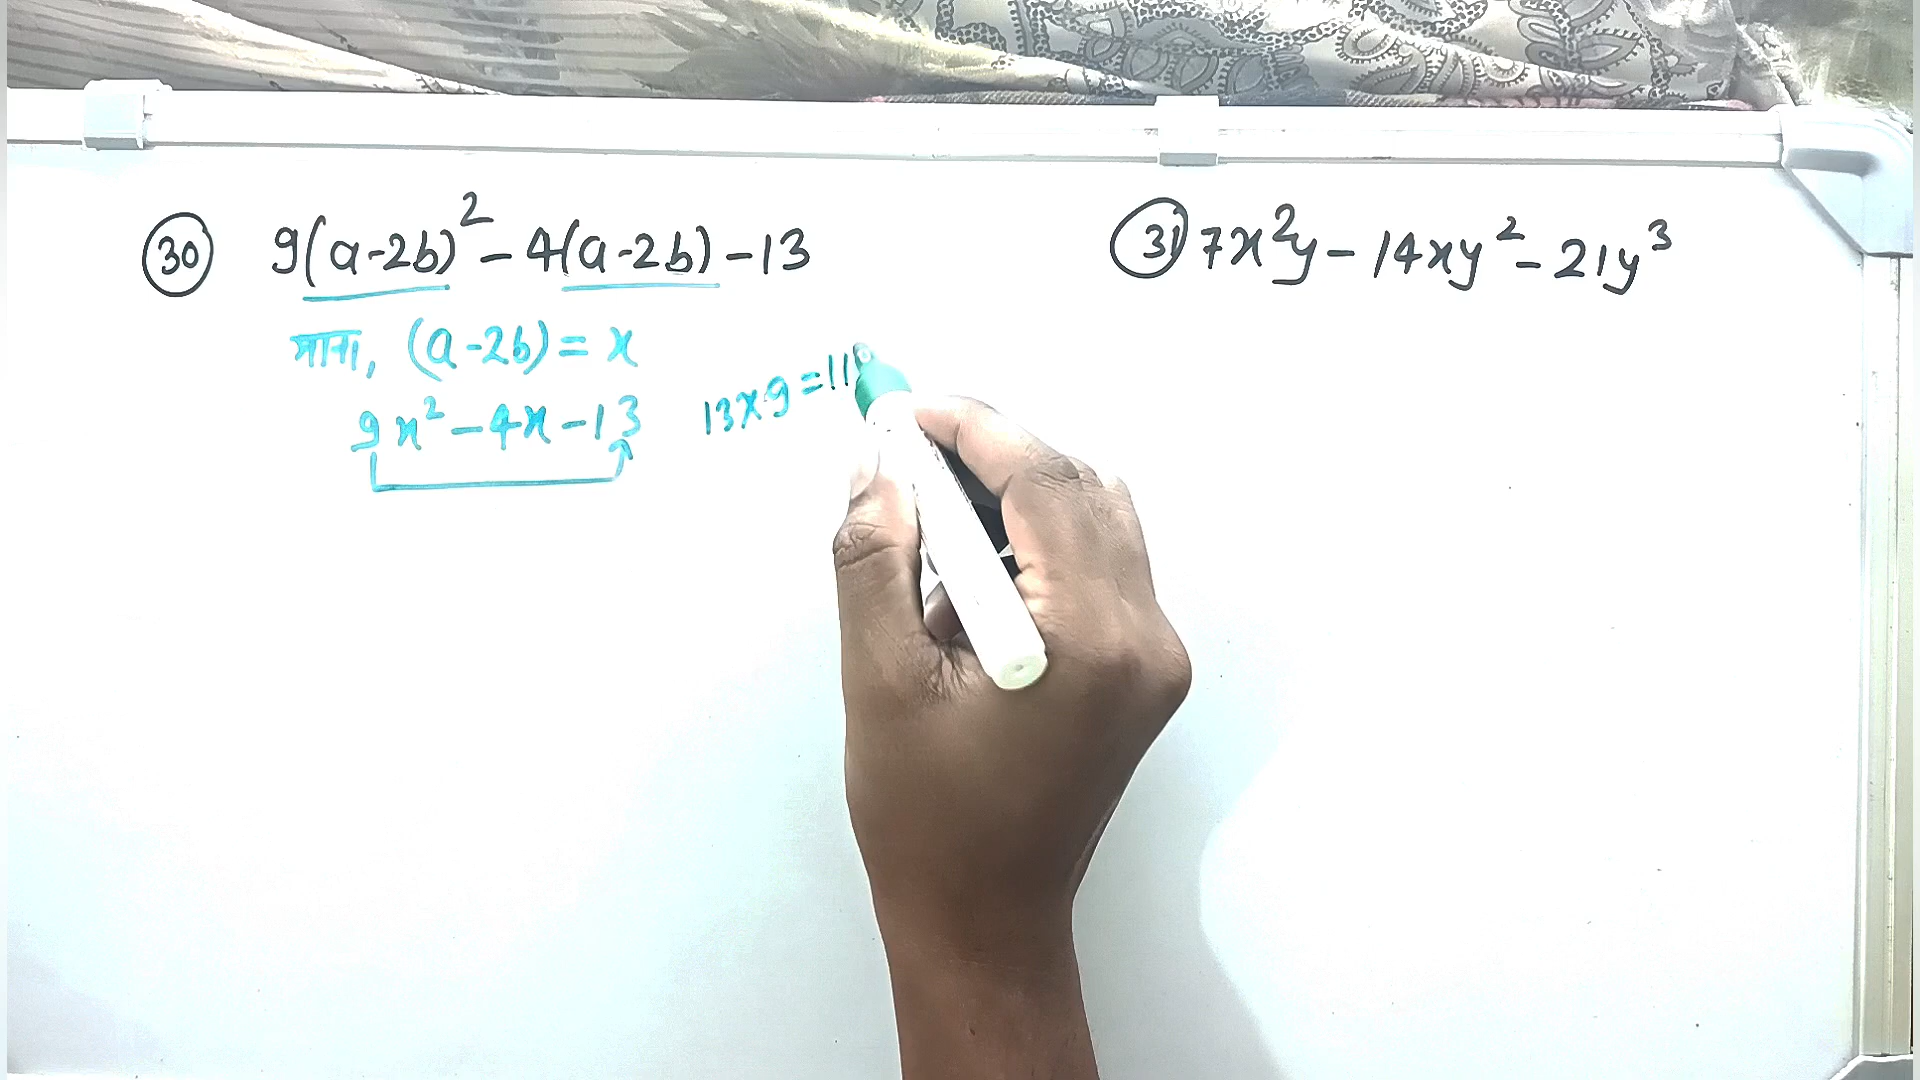 30 9(a-2b)² - 4(a-2b) - 13
माना, (a-2b) = x
9x² - 4x - 13
13 x 9 = 11
31 7x²y - 14xy² - 21y³